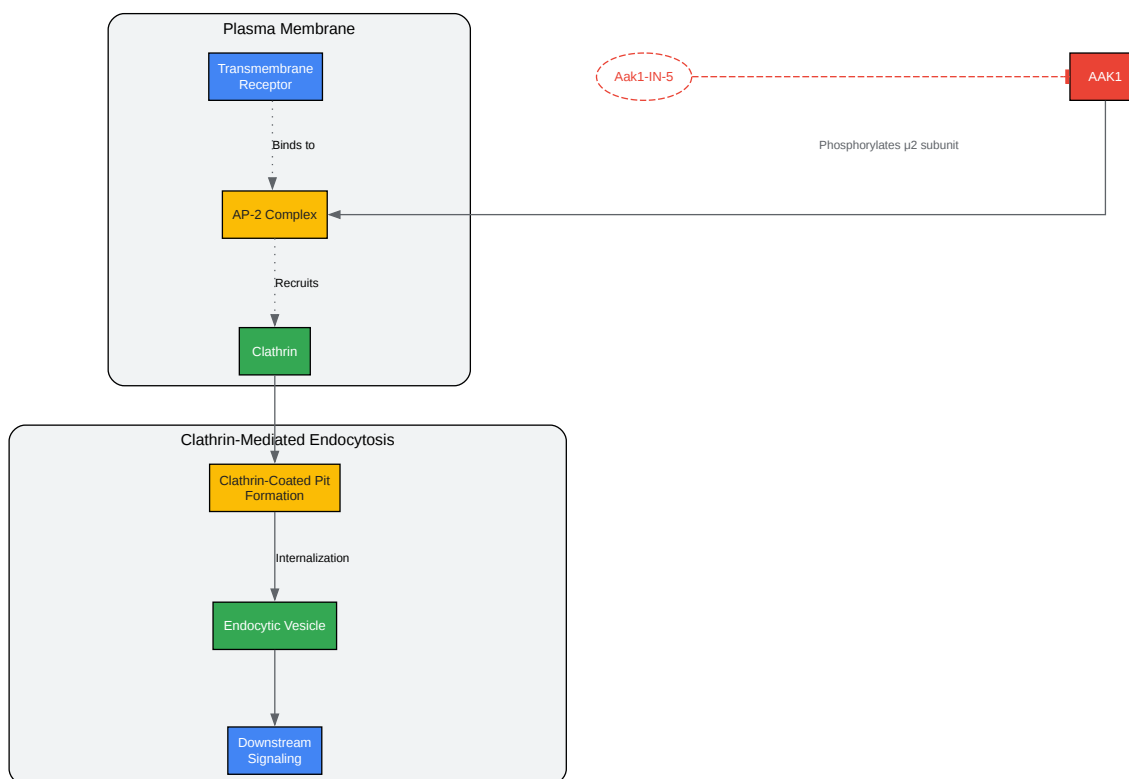 Plasma Membrane
Transmembrane
Receptor
Aak1-IN-5
AAK1
Binds to
Phosphorylates μ2 subunit
AP-2 Complex
Recruits
Clathrin
Clathrin-Mediated Endocytosis
Clathrin-Coated Pit
Formation
Internalization
Endocytic Vesicle
Downstream
Signaling